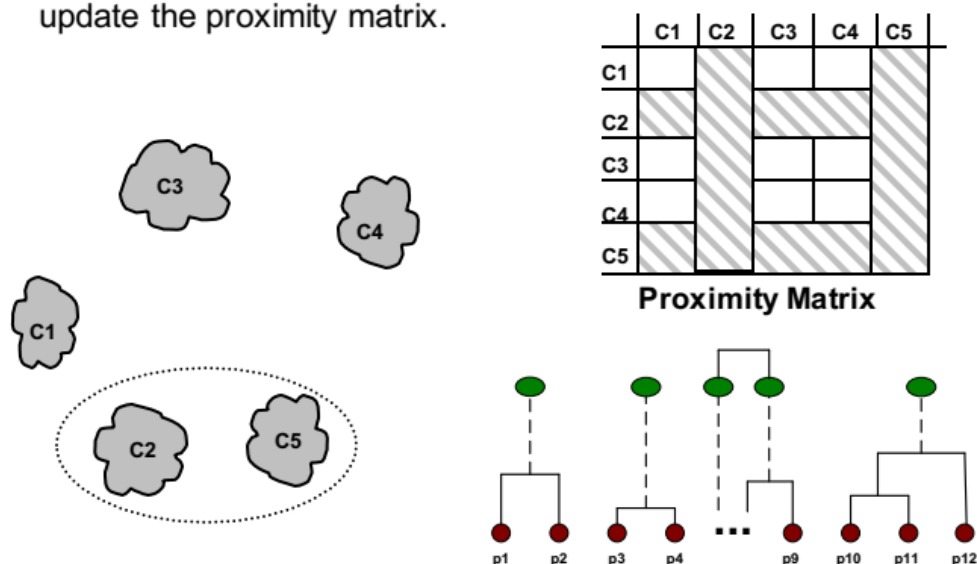 update the proximity matrix.
C1 C2 C3 C4 C5
C1
C2
C3
C4
C5
Proximity Matrix
C3
C4
C1
C2
C5
...
p1 p2 p3 p4 p9 p10 p11 p12